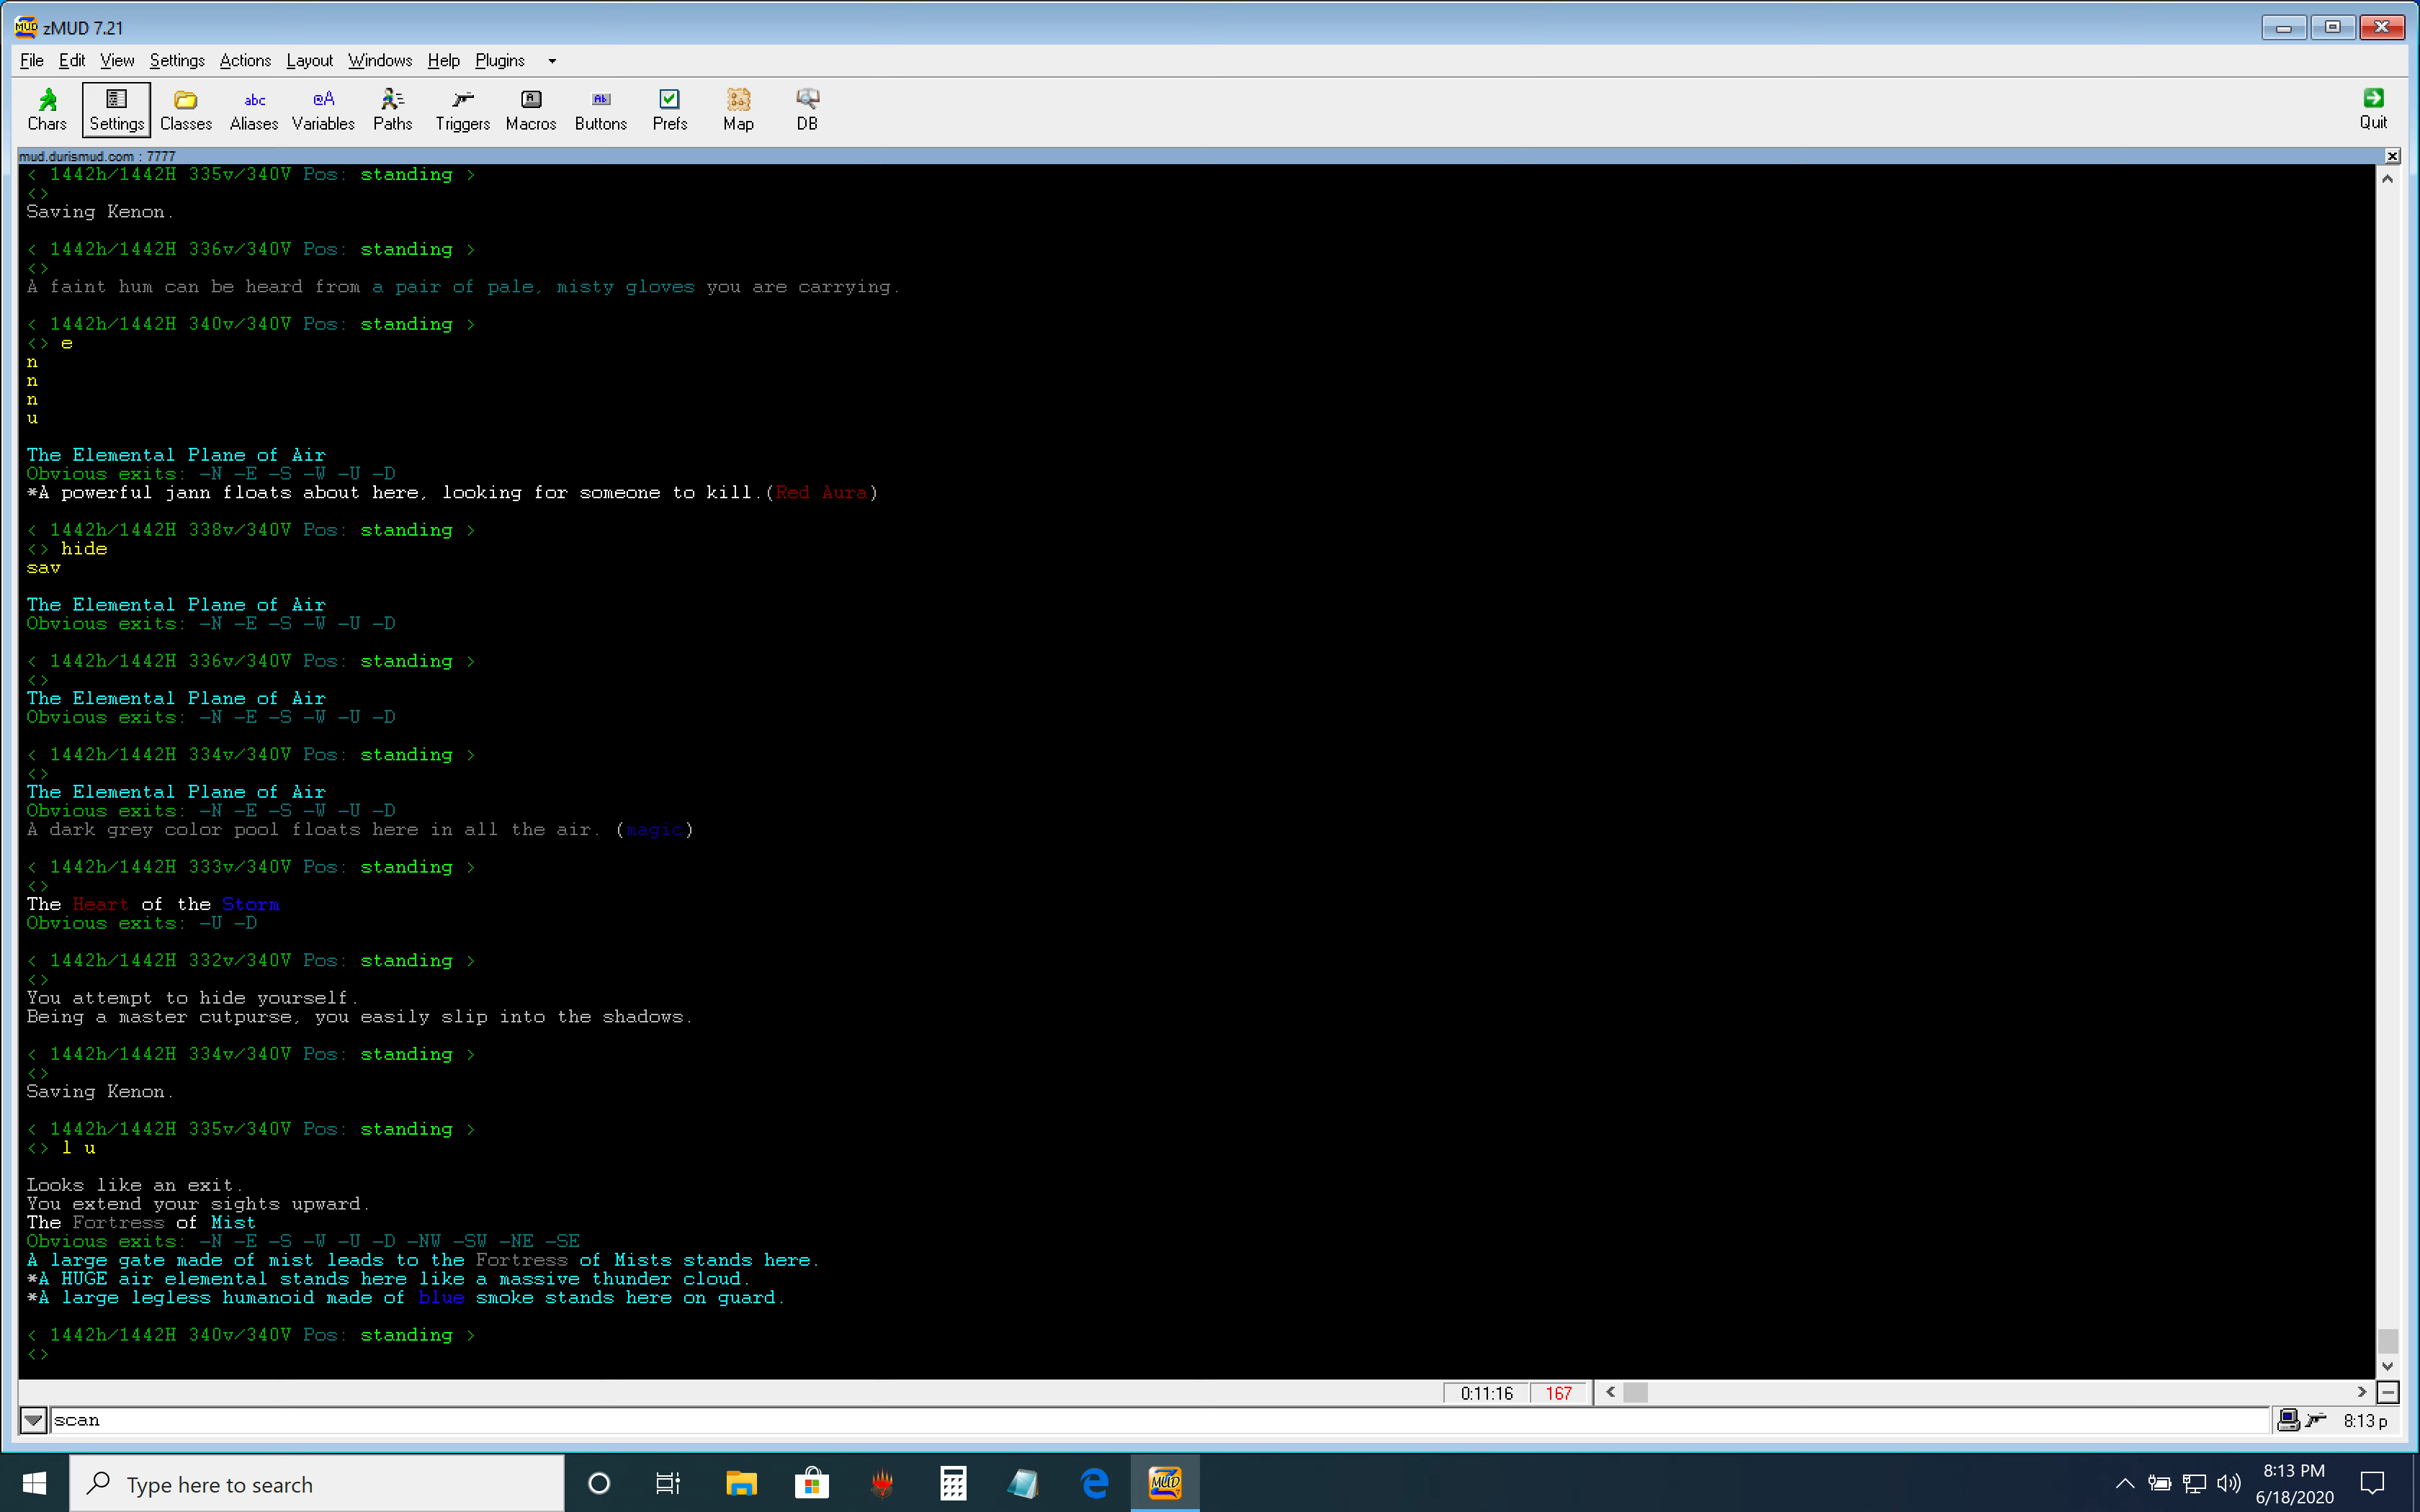 zMUD 7.21
File Edit View Settings Actions Layout Windows Help Plugins
Chars Settings Classes Aliases Variables Paths Triggers Macros Buttons Prefs Map DB Quit
mud.durismud.com : 7777
< 1442h/1442H 335v/340V Pos: standing >
<>
Saving Kenon.
< 1442h/1442H 336v/340V Pos: standing >
<>
A faint hum can be heard from a pair of pale, misty gloves you are carrying.
< 1442h/1442H 340v/340V Pos: standing >
<> e
n
n
n
u
The Elemental Plane of Air
Obvious exits: -N -E -S -W -U -D
*A powerful jann floats about here, looking for someone to kill.(Red Aura)
< 1442h/1442H 338v/340V Pos: standing >
<> hide
sav
The Elemental Plane of Air
Obvious exits: -N -E -S -W -U -D
< 1442h/1442H 336v/340V Pos: standing >
<>
The Elemental Plane of Air
Obvious exits: -N -E -S -W -U -D
< 1442h/1442H 334v/340V Pos: standing >
<>
The Elemental Plane of Air
Obvious exits: -N -E -S -W -U -D
A dark grey color pool floats here in all the air. (magic)
< 1442h/1442H 333v/340V Pos: standing >
<>
The Heart of the Storm
Obvious exits: -U -D
< 1442h/1442H 332v/340V Pos: standing >
<>
You attempt to hide yourself.
Being a master cutpurse, you easily slip into the shadows.
< 1442h/1442H 334v/340V Pos: standing >
<>
Saving Kenon.
< 1442h/1442H 335v/340V Pos: standing >
<> l u
Looks like an exit.
You extend your sights upward.
The Fortress of Mist
Obvious exits: -N -E -S -W -U -D -NW -SW -NE -SE
A large gate made of mist leads to the Fortress of Mists stands here.
*A HUGE air elemental stands here like a massive thunder cloud.
*A large legless humanoid made of blue smoke stands here on guard.
< 1442h/1442H 340v/340V Pos: standing >
<>
0:11:16 167
scan 8:13 p
Type here to search
8:13 PM
6/18/2020